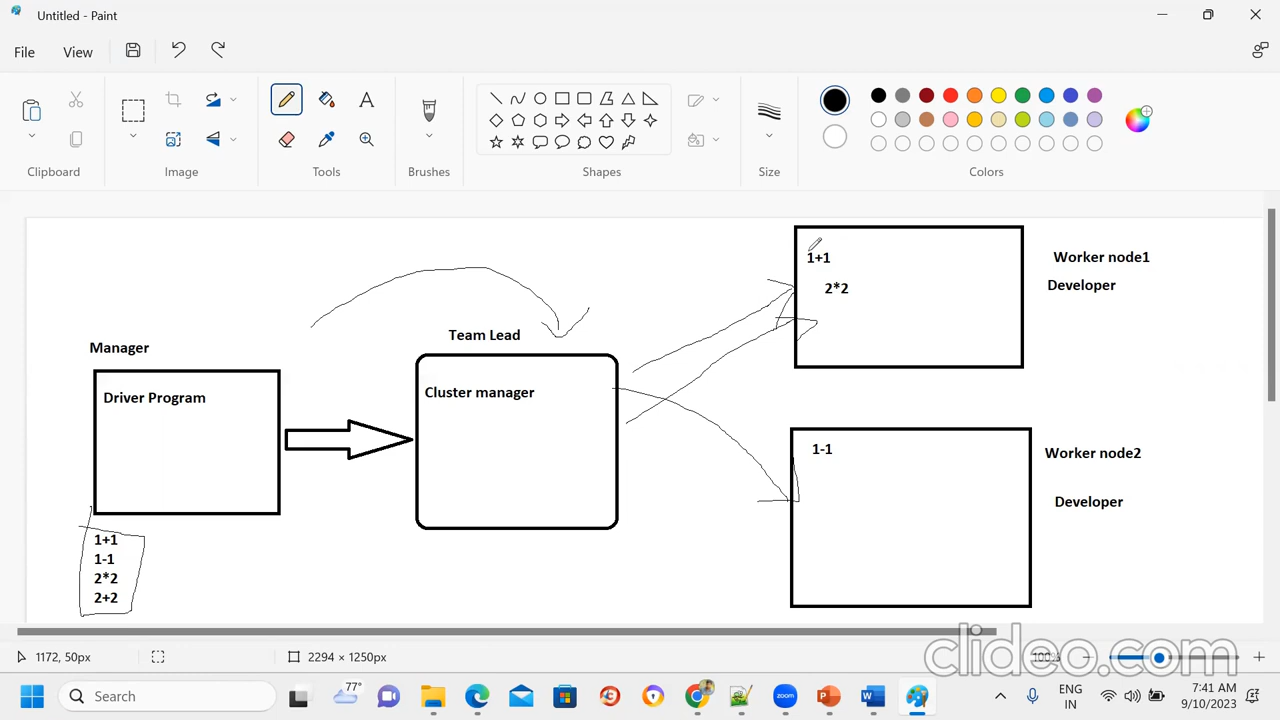 Untitled - Paint
File
View
Clipboard
Image
Tools
Brushes
Shapes
Size
Colors
1+1
2*2
Worker node1
Developer
Team Lead
Manager
Driver Program
Cluster manager
1-1
Worker node2
Developer
1+1
1-1
2*2
2+2
1172, 50px
2294 × 1250px
100%
clideo.com
77°
Search
zoom
ENG
IN
7:41 AM
9/10/2023